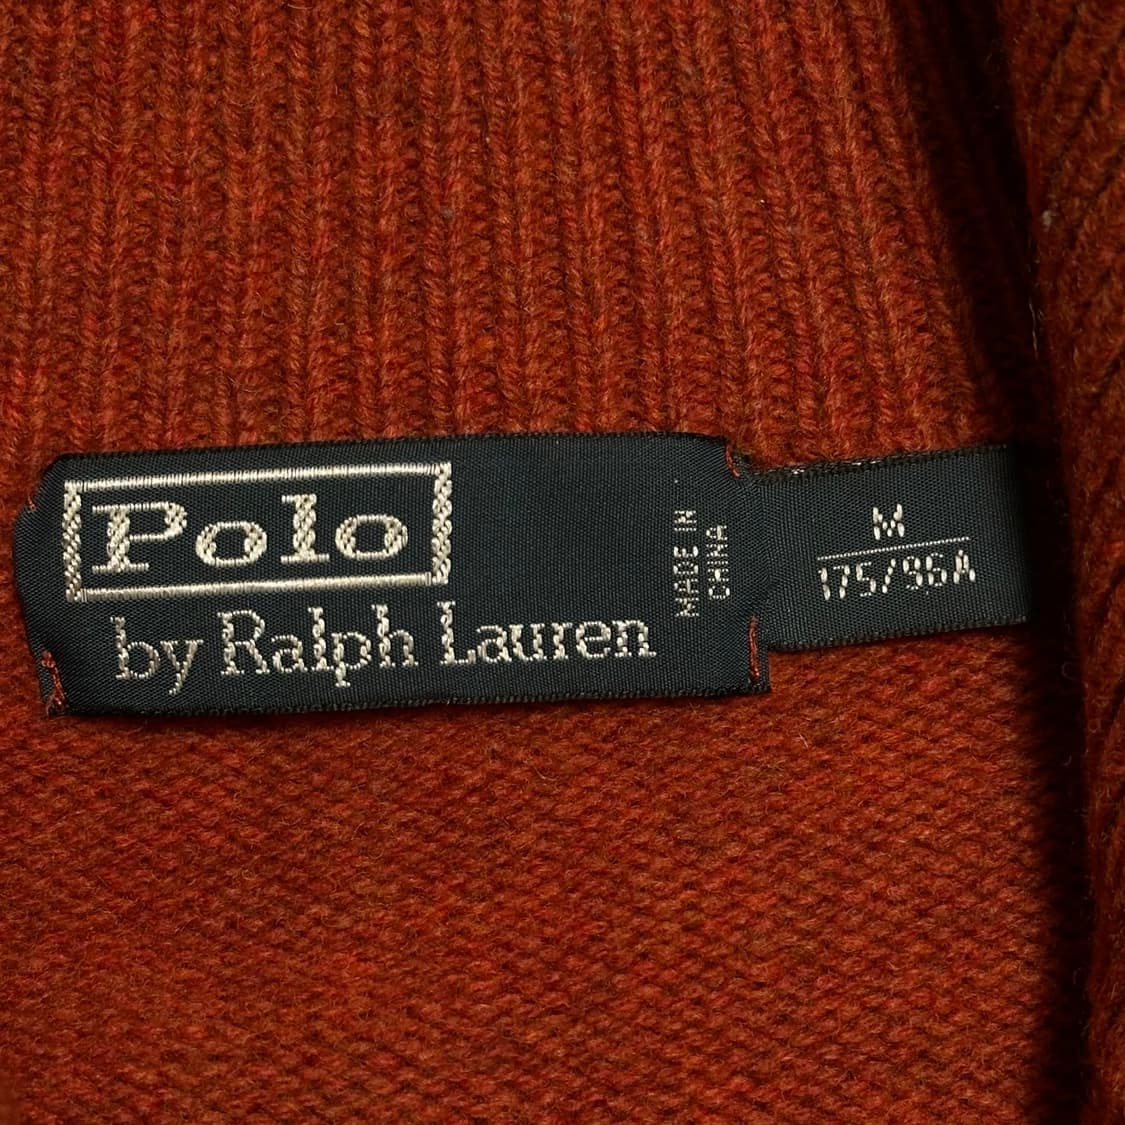 Polo
by Ralph Lauren
MADE IN
CHINA
M
175/96A